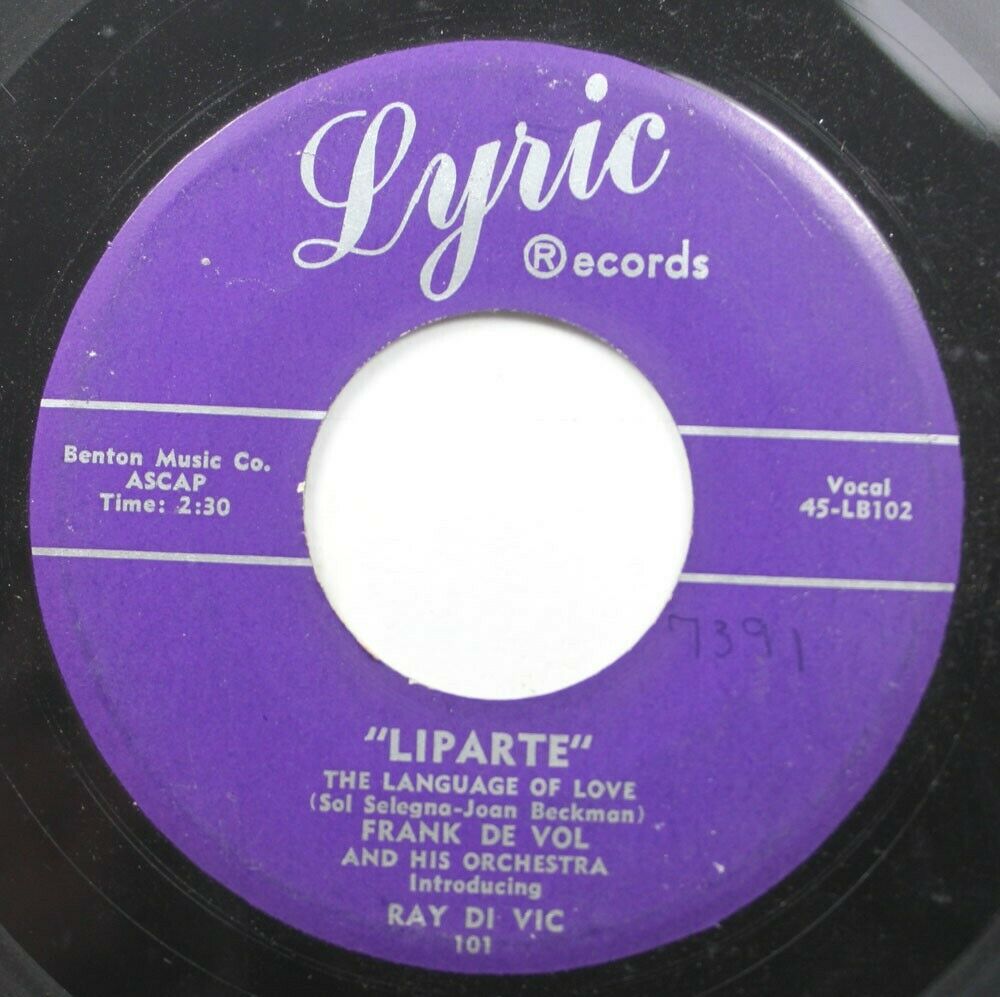 Lyric
®ecords
Benton Music Co.
ASCAP
Time: 2:30
Vocal
45-LB102
7391
"LIPARTE"
THE LANGUAGE OF LOVE
(Sol Selegna-Joan Beckman)
FRANK DE VOL
AND HIS ORCHESTRA
Introducing
RAY DI VIC
101